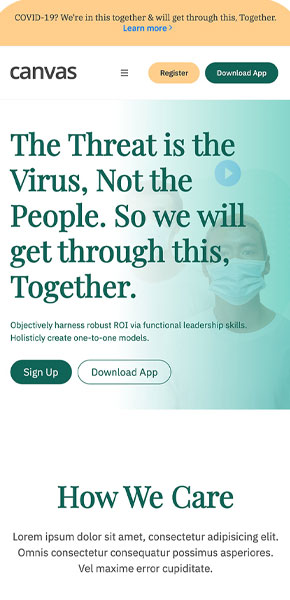 COVID-19? We're in this together & will get through this, Together.
Learn more ›
canvas
Register
Download App
The Threat is the
Virus, Not the
People. So we will
get through this,
Together.
Objectively harness robust ROI via functional leadership skills.
Holisticly create one-to-one models.
Sign Up
Download App
How We Care
Lorem ipsum dolor sit amet, consectetur adipisicing elit.
Omnis consectetur consequatur possimus asperiores.
Vel maxime error cupiditate.